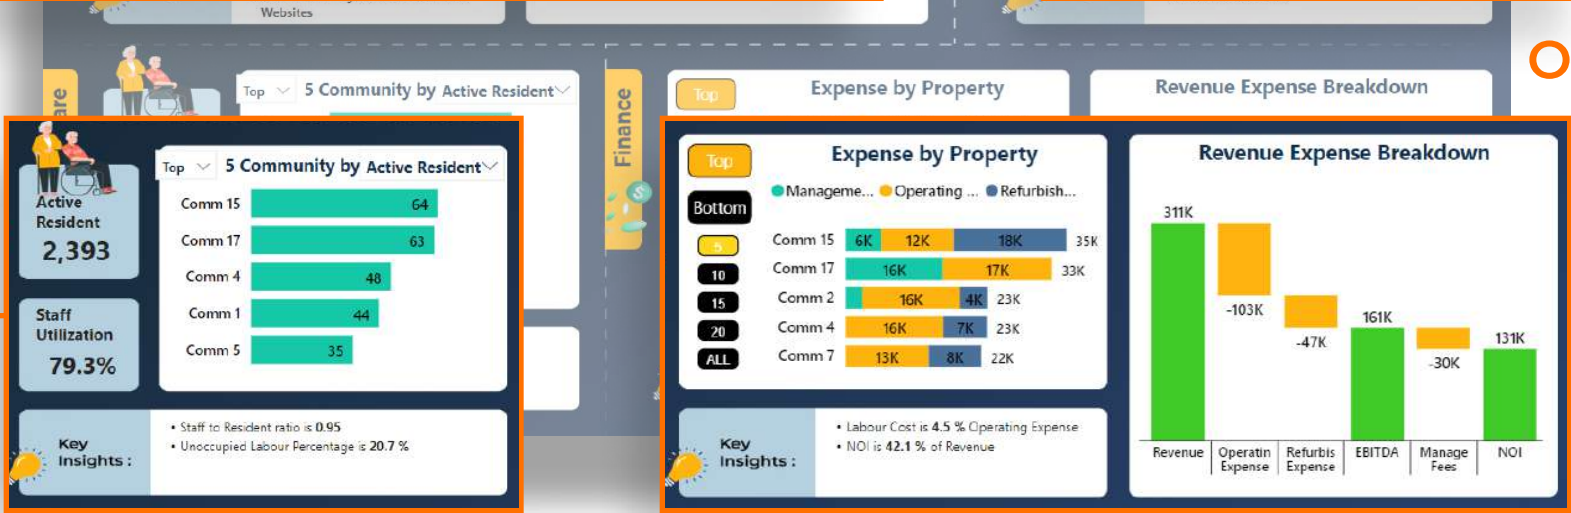 Websites
are
Top
5 Community by Active Resident
Finance
Top
Expense by Property
Revenue Expense Breakdown
Active
Resident
2,393
Staff
Utilization
79.3%
Top
5 Community by Active Resident
Comm 15
64
Comm 17
63
Comm 4
48
Comm 1
44
Comm 5
35
Key
Insights :
• Staff to Resident ratio is 0.95
• Unoccupied Labour Percentage is 20.7 %
Top
Bottom
5
10
15
20
ALL
Expense by Property
Manageme... Operating ... Refurbish...
Comm 15 6K 12K 18K 35K
Comm 17 16K 17K 33K
Comm 2 16K 4K 23K
Comm 4 16K 7K 23K
Comm 7 13K 8K 22K
Key
Insights :
• Labour Cost is 4.5 % Operating Expense
• NOI is 42.1 % of Revenue
Revenue Expense Breakdown
311K
-103K
-47K
161K
-30K
131K
Revenue
Operatin
Expense
Refurbis
Expense
EBITDA
Manage
Fees
NOI